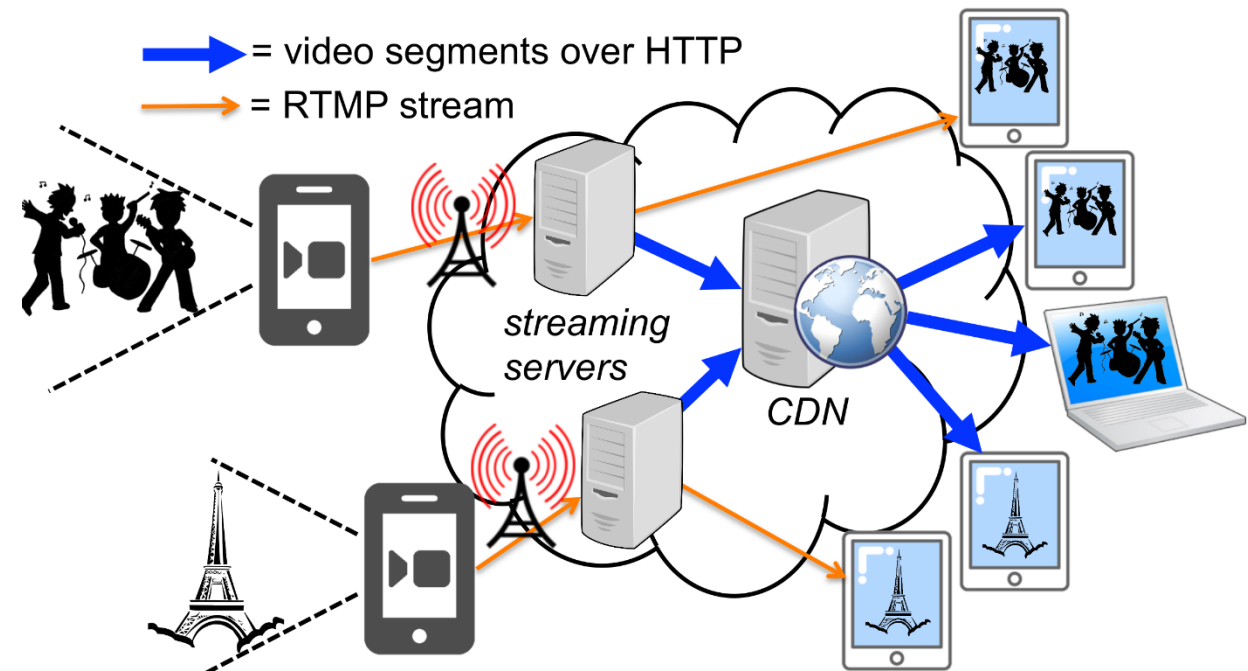 = video segments over HTTP
= RTMP stream
streaming
servers
CDN